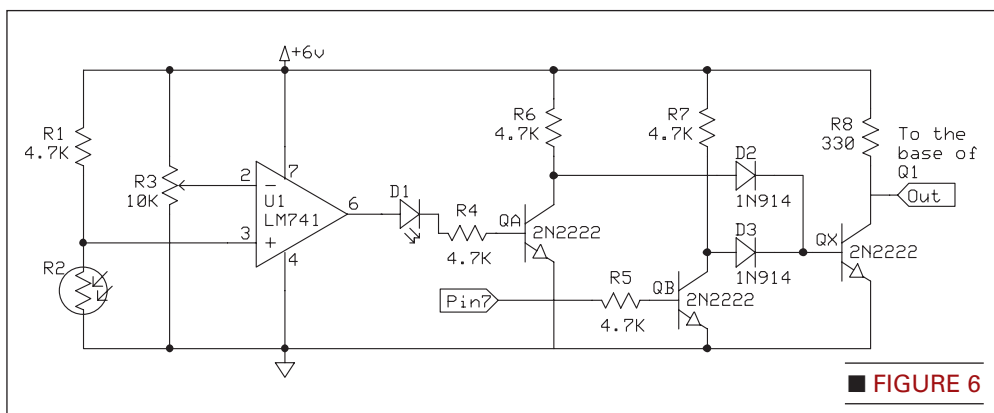 +6v
R1
4.7K
R3
10K
R2
2
3
7
U1
LM741
4
6
D1
R4
4.7K
R6
4.7K
QA
2N2222
Pin7
R5
4.7K
QB
2N2222
R7
4.7K
D2
1N914
D3
1N914
QX
2N2222
R8
330
To the
base of
Q1
Out
■ FIGURE 6